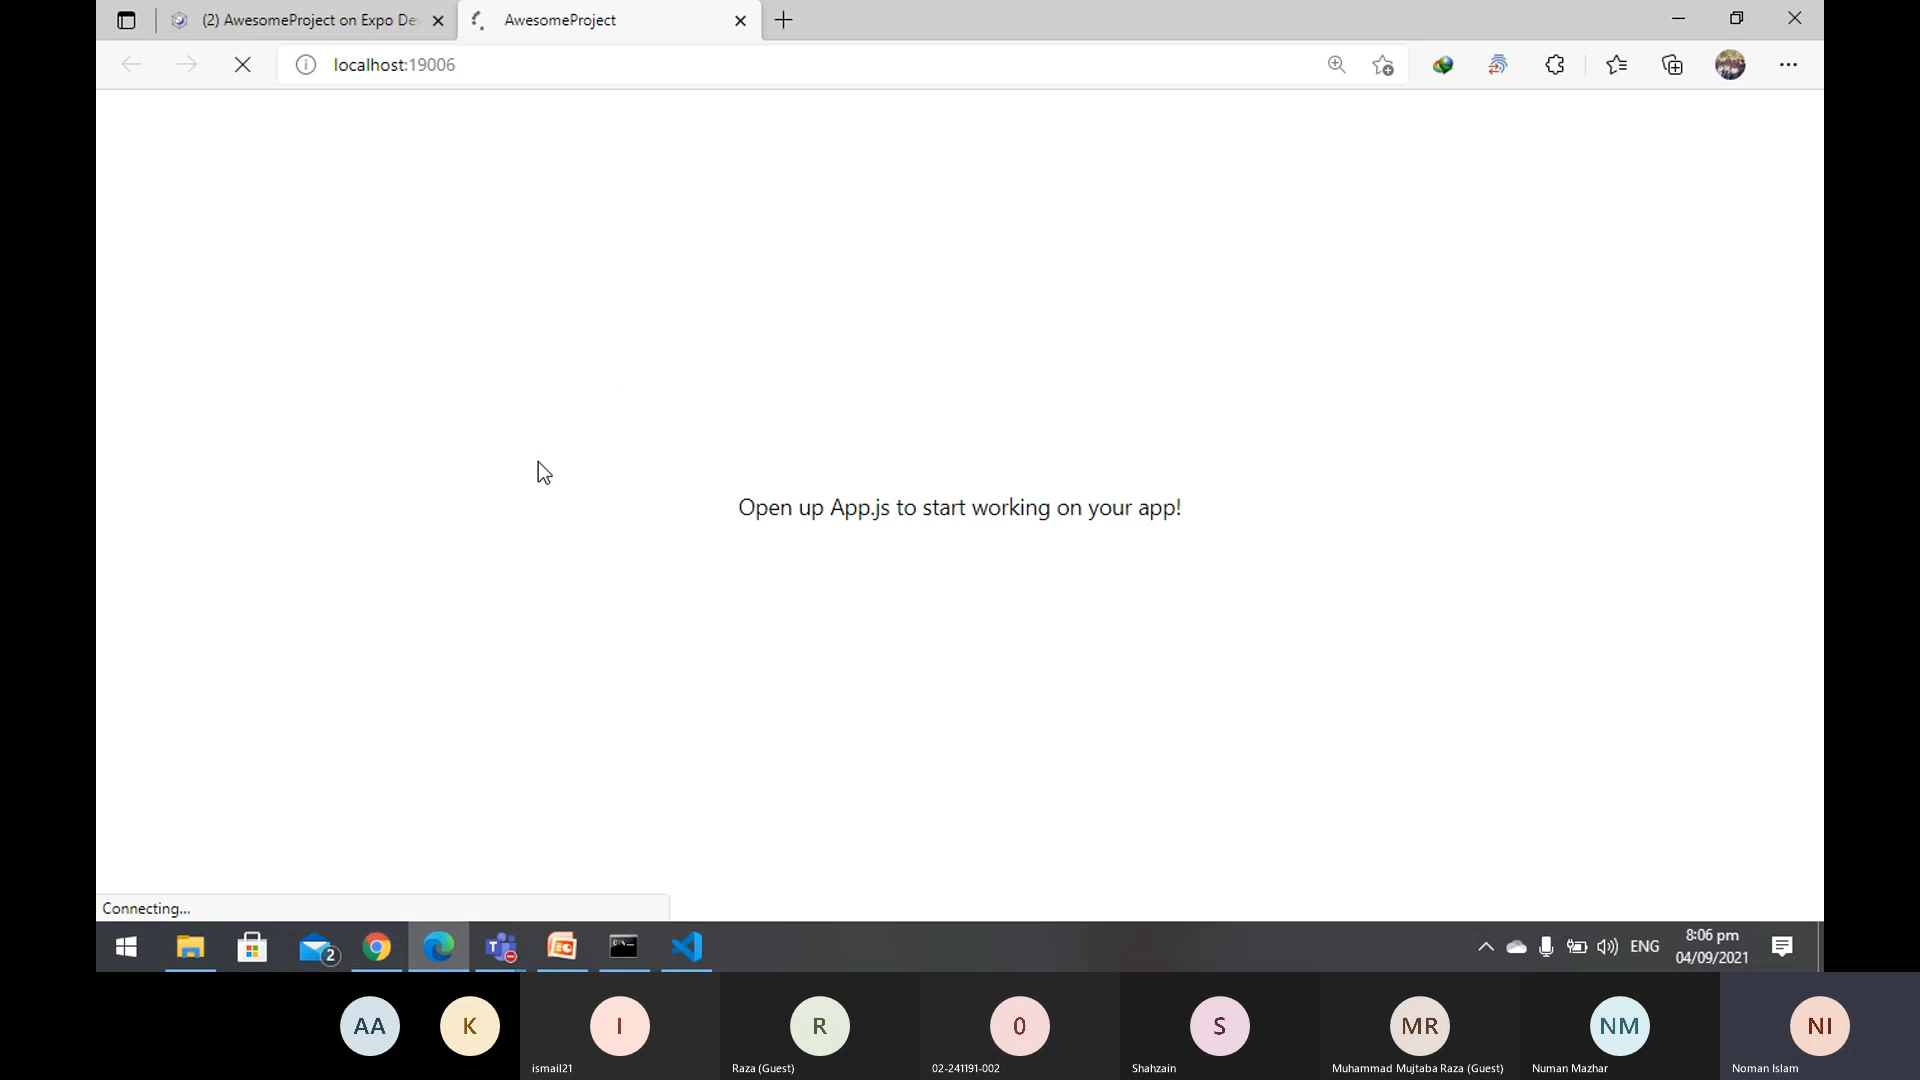 (2) AwesomeProject on Expo Dev
AwesomeProject
localhost:19006
Open up App.js to start working on your app!
Connecting...
2
ENG
8:06 pm
04/09/2021
AA
K
I
R
0
S
MR
NM
NI
ismail21
Raza (Guest)
02-241191-002
Shahzain
Muhammad Mujtaba Raza (Guest)
Numan Mazhar
Noman Islam